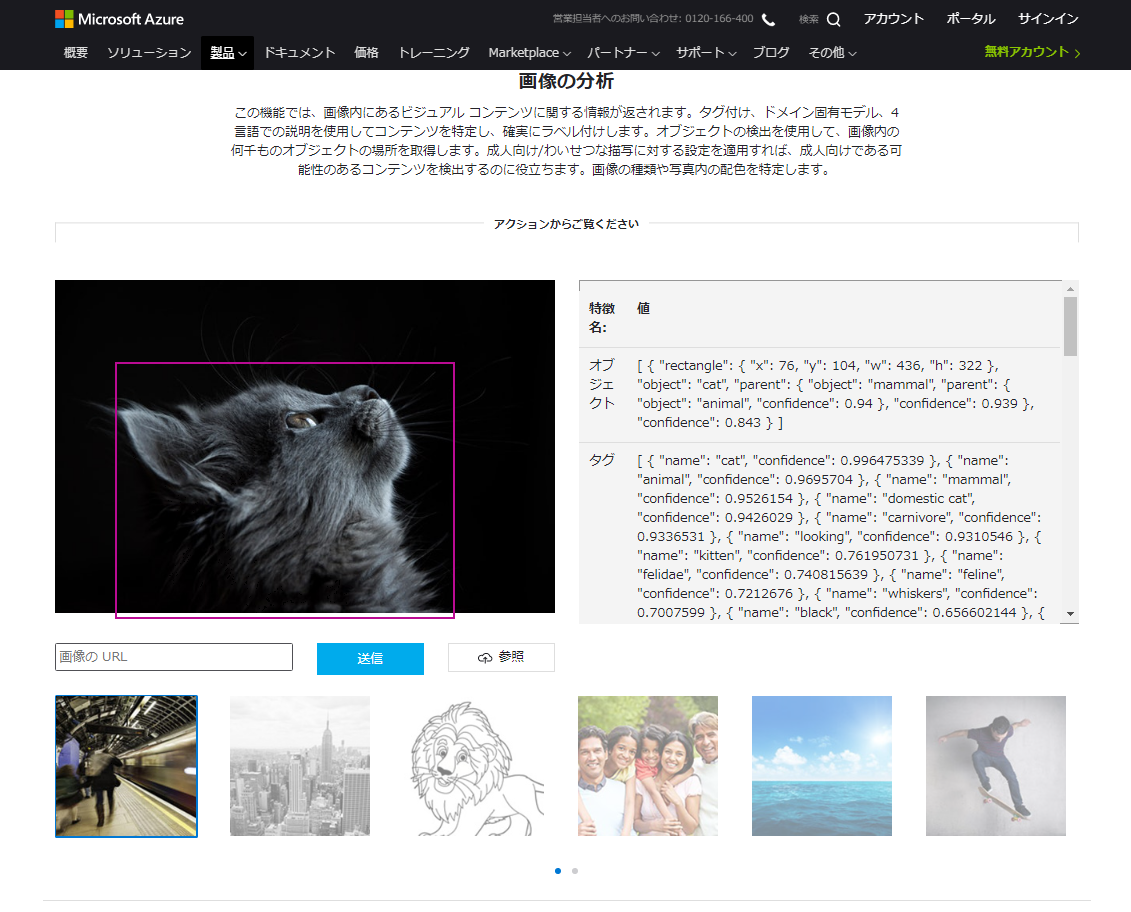 Microsoft Azure
営業担当者へのお問い合わせ: 0120-166-400
検索
アカウント
ポータル
サインイン
概要
ソリューション
製品
ドキュメント
価格
トレーニング
Marketplace
パートナー
サポート
ブログ
その他
無料アカウント
画像の分析
この機能では、画像内にあるビジュアル コンテンツに関する情報が返されます。タグ付け、ドメイン固有モデル、4
言語での説明を使用してコンテンツを特定し、確実にラベル付けします。オブジェクトの検出を使用して、画像内の
何千ものオブジェクトの場所を取得します。成人向け/わいせつな描写に対する設定を適用すれば、成人向けである可
能性のあるコンテンツを検出するのに役立ちます。画像の種類や写真内の配色を特定します。
アクションからご覧ください
特徴
名:
値
オブ
ジェ
クト
[ { "rectangle": { "x": 76, "y": 104, "w": 436, "h": 322 },
"object": "cat", "parent": { "object": "mammal", "parent": {
"object": "animal", "confidence": 0.94 }, "confidence": 0.939 },
"confidence": 0.843 } ]
タグ
[ { "name": "cat", "confidence": 0.996475339 }, { "name":
"animal", "confidence": 0.9695704 }, { "name": "mammal",
"confidence": 0.9526154 }, { "name": "domestic cat",
"confidence": 0.9426029 }, { "name": "carnivore", "confidence":
0.9336531 }, { "name": "looking", "confidence": 0.9310546 }, {
"name": "kitten", "confidence": 0.761950731 }, { "name":
"felidae", "confidence": 0.740815639 }, { "name": "feline",
"confidence": 0.7212676 }, { "name": "whiskers", "confidence":
0.7007599 }, { "name": "black", "confidence": 0.656602144 }, {
画像の URL
送信
参照